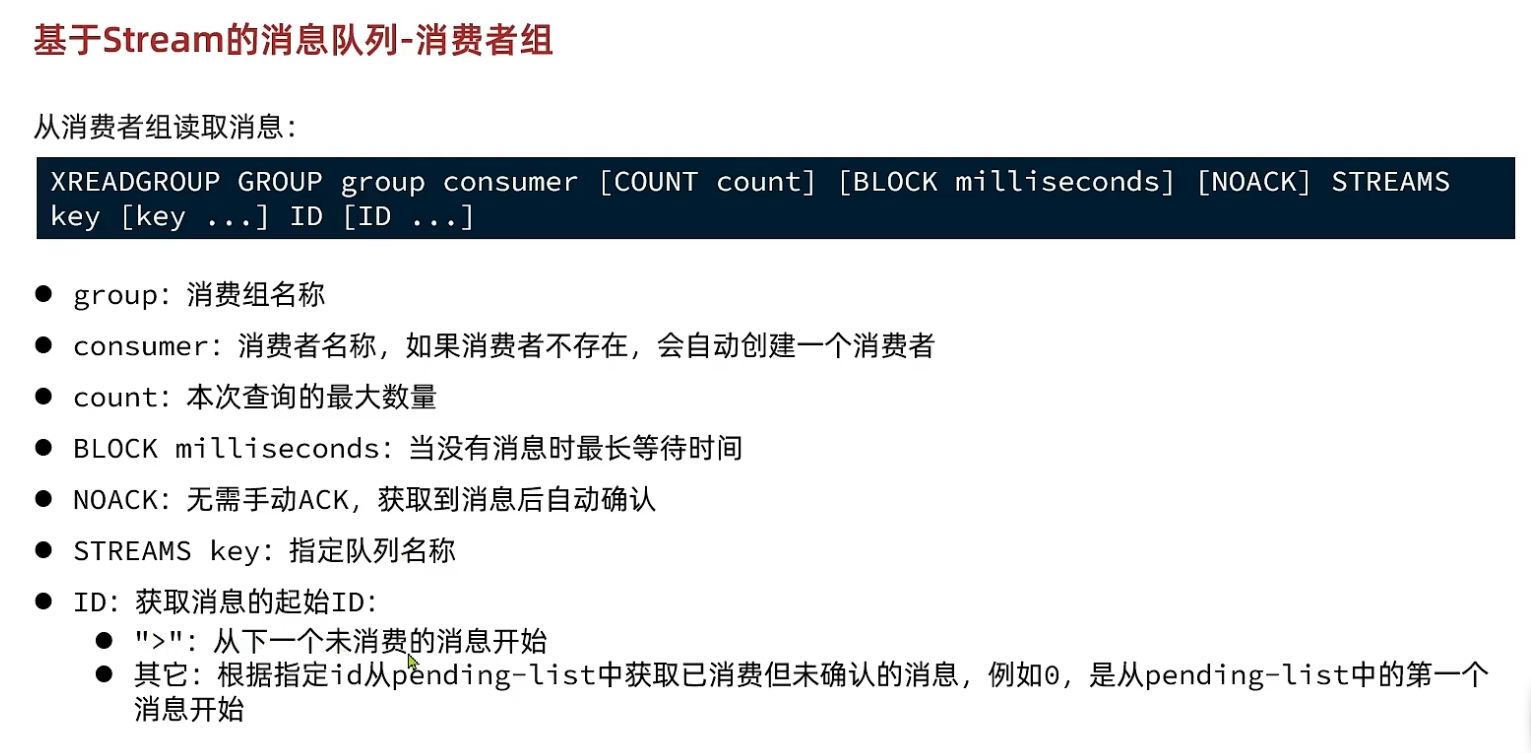 基于Stream的消息队列-消费者组
从消费者组读取消息：
XREADGROUP GROUP group consumer [COUNT count] [BLOCK milliseconds] [NOACK] STREAMS
key [key ...] ID [ID ...]
● group：消费组名称
● consumer：消费者名称，如果消费者不存在，会自动创建一个消费者
● count：本次查询的最大数量
● BLOCK milliseconds：当没有消息时最长等待时间
● NOACK：无需手动ACK，获取到消息后自动确认
● STREAMS key：指定队列名称
● ID：获取消息的起始ID：
● ">"：从下一个未消费的消息开始
● 其它：根据指定id从pending-list中获取已消费但未确认的消息，例如0，是从pending-list中的第一个
消息开始